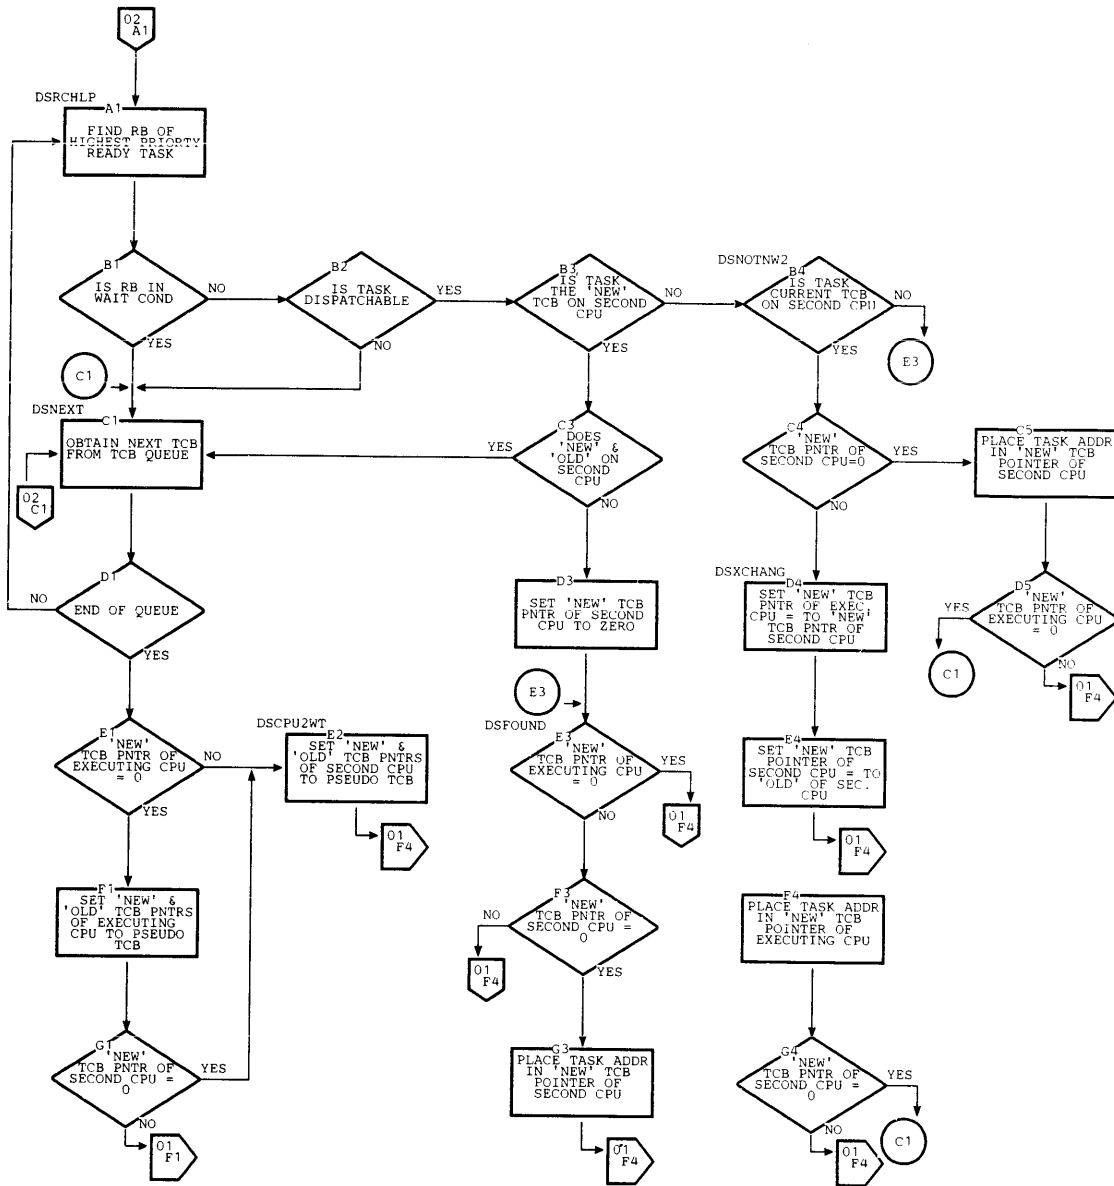 02
A1
DSRCHLP
A1
FIND RB OF
HIGHEST PRIORTY
READY TASK
B1
IS RB IN
WAIT COND
NO
YES
B2
IS TASK
DISPATCHABLE
YES
NO
B3
IS TASK
THE 'NEW'
TCB ON SECOND
CPU
NO
YES
DSNOTNW2
B4
IS TASK
CURRENT TCB
ON SECOND CPU
NO
YES
E3
C1
DSNEXT
C1
OBTAIN NEXT TCB
FROM TCB QUEUE
02
C1
C3
DOES
'NEW' &
'OLD' ON
SECOND
CPU
YES
NO
C4
'NEW'
TCB PNTR OF
SECOND CPU=0
YES
NO
C5
PLACE TASK ADDR
IN 'NEW' TCB
POINTER OF
SECOND CPU
D1
END OF QUEUE
NO
YES
D3
SET 'NEW' TCB
PNTR OF SECOND
CPU TO ZERO
DSXCHANG
D4
SET 'NEW' TCB
PNTR OF EXEC.
CPU = TO 'NEW'
TCB PNTR OF
SECOND CPU
D5
'NEW'
TCB PNTR OF
EXECUTING CPU
= 0
YES
NO
C1
01
F4
E3
E1
'NEW'
TCB PNTR OF
EXECUTING CPU
= 0
NO
YES
DSCPU2WT
E2
SET 'NEW' &
'OLD' TCB PNTRS
OF SECOND CPU
TO PSEUDO TCB
01
F4
DSFOUND
E3
'NEW'
TCB PNTR OF
EXECUTING CPU
= 0
YES
NO
01
F4
E4
SET 'NEW' TCB
POINTER OF
SECOND CPU = TO
'OLD' OF SEC.
CPU
01
F4
F1
SET 'NEW' &
'OLD' TCB PNTRS
OF EXECUTING
CPU TO PSEUDO
TCB
F3
'NEW'
TCB PNTR OF
SECOND CPU =
0
NO
YES
01
F4
F4
PLACE TASK ADDR
IN 'NEW' TCB
POINTER OF
EXECUTING CPU
G1
'NEW'
TCB PNTR OF
SECOND CPU =
0
YES
NO
01
F1
G3
PLACE TASK ADDR
IN 'NEW' TCB
POINTER OF
SECOND CPU
01
F4
G4
'NEW'
TCB PNTR OF
SECOND CPU =
0
YES
NO
C1
01
F4